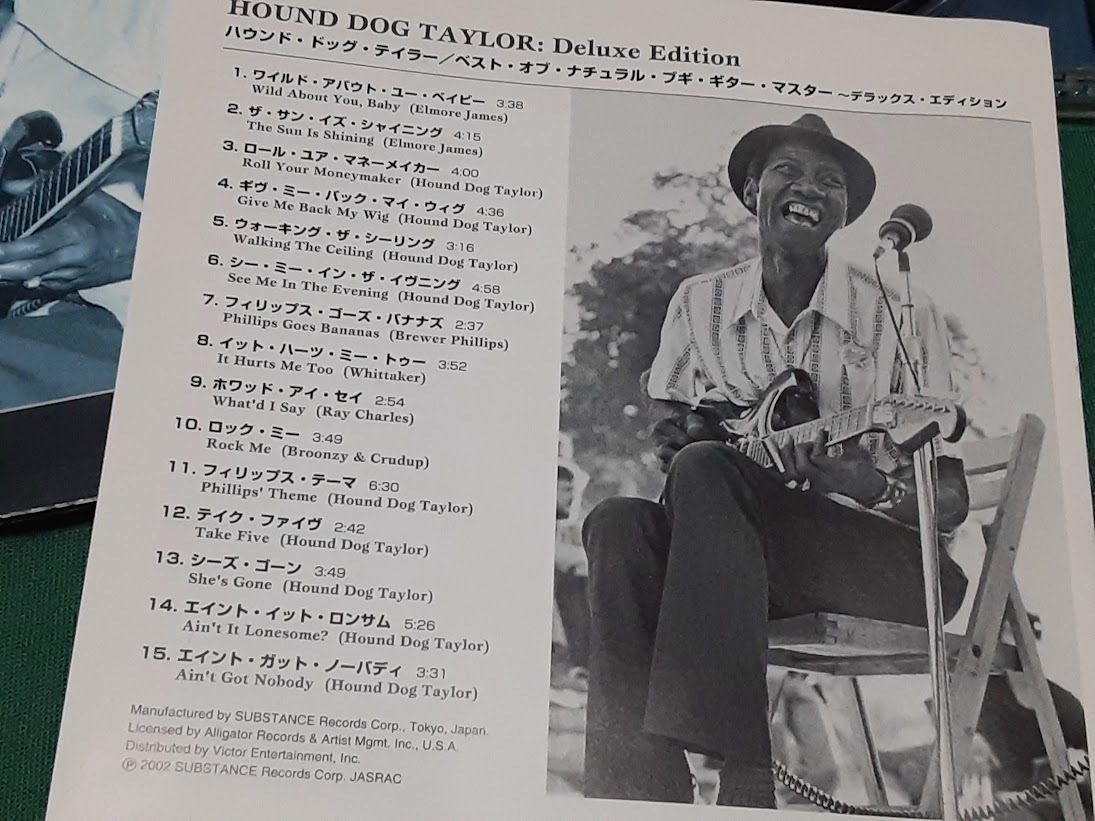 HOUND DOG TAYLOR: Deluxe Edition
ハウンド・ドッグ・テイラー／ベスト・オブ・ナチュラル・ブギ・ギター・マスター 〜デラックス・エディション
1. ワイルド・アバウト・ユー・ベイビー 3:38
Wild About You, Baby (Elmore James)
2. ザ・サン・イズ・シャイニング 4:15
The Sun Is Shining (Elmore James)
3. ロール・ユア・マネーメイカー 4:00
Roll Your Moneymaker (Hound Dog Taylor)
4. ギヴ・ミー・バック・マイ・ウィグ 4:36
Give Me Back My Wig (Hound Dog Taylor)
5. ウォーキング・ザ・シーリング 3:16
Walking The Ceiling (Hound Dog Taylor)
6. シー・ミー・イン・ザ・イヴニング 4:58
See Me In The Evening (Hound Dog Taylor)
7. フィリップス・ゴーズ・バナナズ 2:37
Phillips Goes Bananas (Brewer Phillips)
8. イット・ハーツ・ミー・トゥー 3:52
It Hurts Me Too (Whittaker)
9. ホワッド・アイ・セイ 2:54
What'd I Say (Ray Charles)
10. ロック・ミー 3:49
Rock Me (Broonzy & Crudup)
11. フィリップス・テーマ 6:30
Phillips' Theme (Hound Dog Taylor)
12. テイク・ファイヴ 2:42
Take Five (Hound Dog Taylor)
13. シーズ・ゴーン 3:49
She's Gone (Hound Dog Taylor)
14. エイント・イット・ロンサム 5:26
Ain't It Lonesome? (Hound Dog Taylor)
15. エイント・ガット・ノーバディ 3:31
Ain't Got Nobody (Hound Dog Taylor)
Manufactured by SUBSTANCE Records Corp., Tokyo, Japan.
Licensed by Alligator Records & Artist Mgmt. Inc., U.S.A
Distributed by Victor Entertainment, Inc.
Ⓟ 2002 SUBSTANCE Records Corp. JASRAC